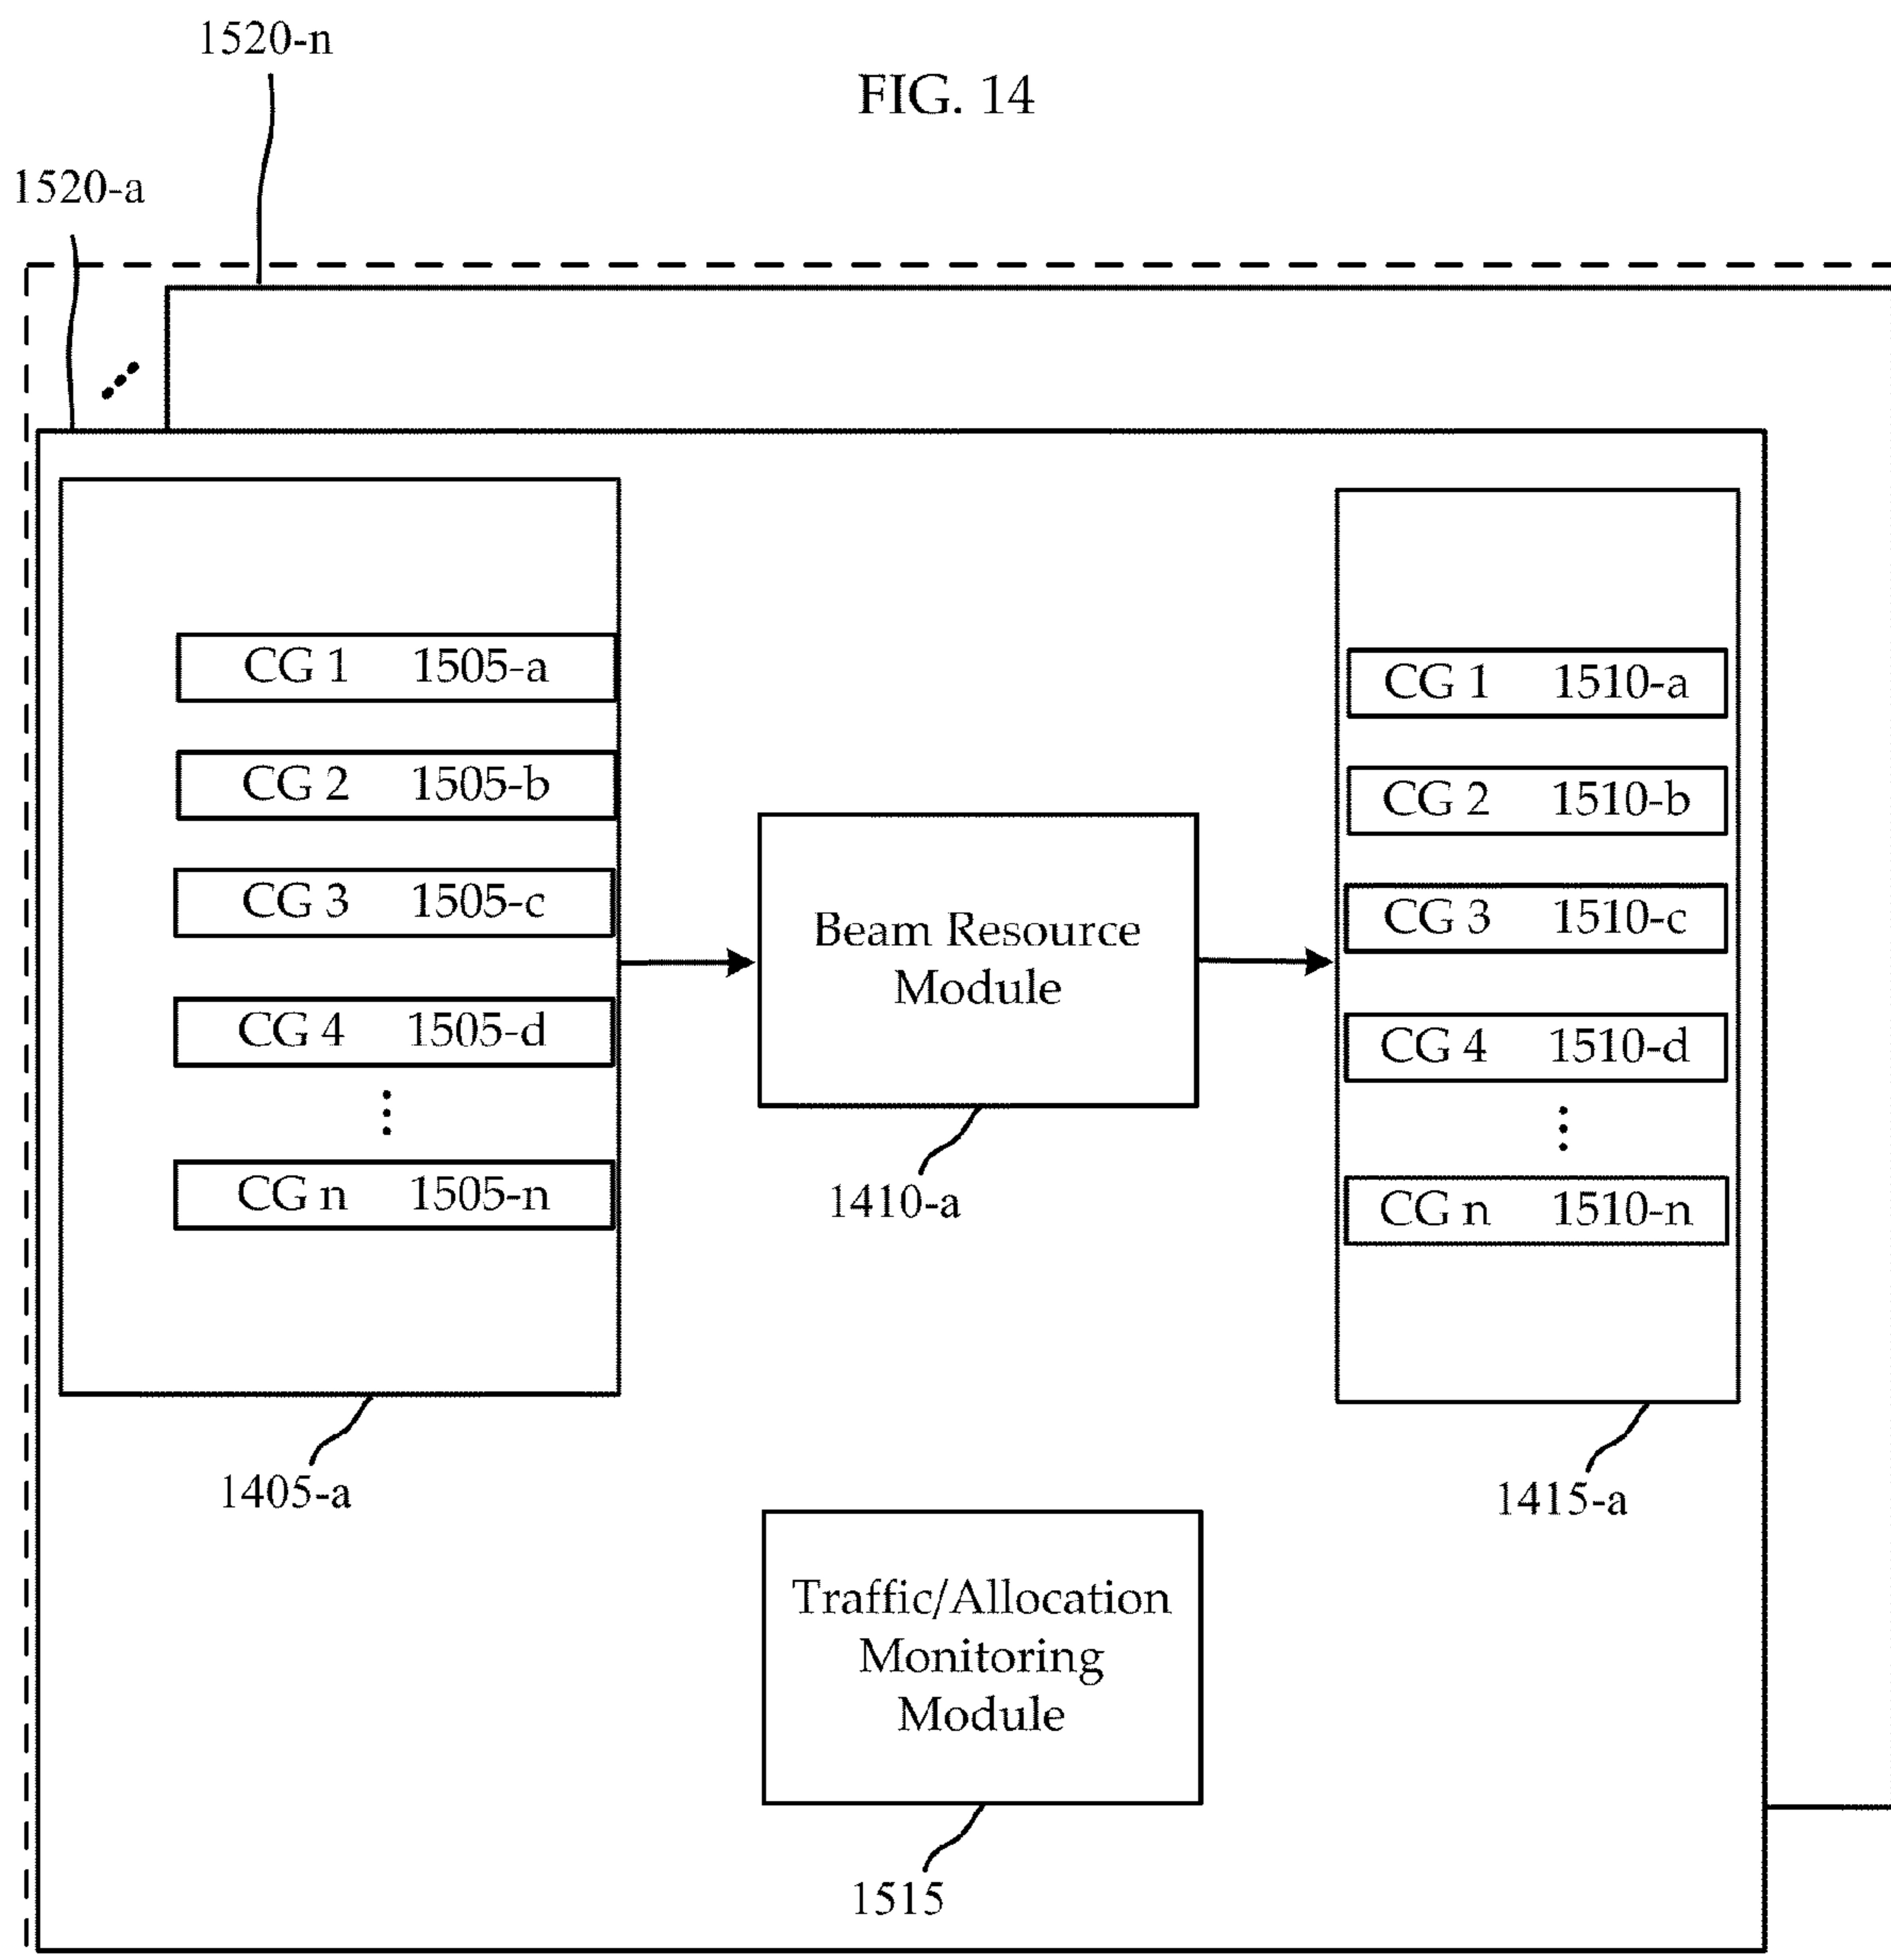 1520-n
FIG. 14
1520-a
CG 1 1505-a
CG 2 1505-b
CG 3 1505-c
CG 4 1505-d
CG n 1505-n
1405-a
Beam Resource
Module
1410-a
CG 1 1510-a
CG 2 1510-b
CG 3 1510-c
CG 4 1510-d
CG n 1510-n
1415-a
Traffic/Allocation
Monitoring
Module
1515